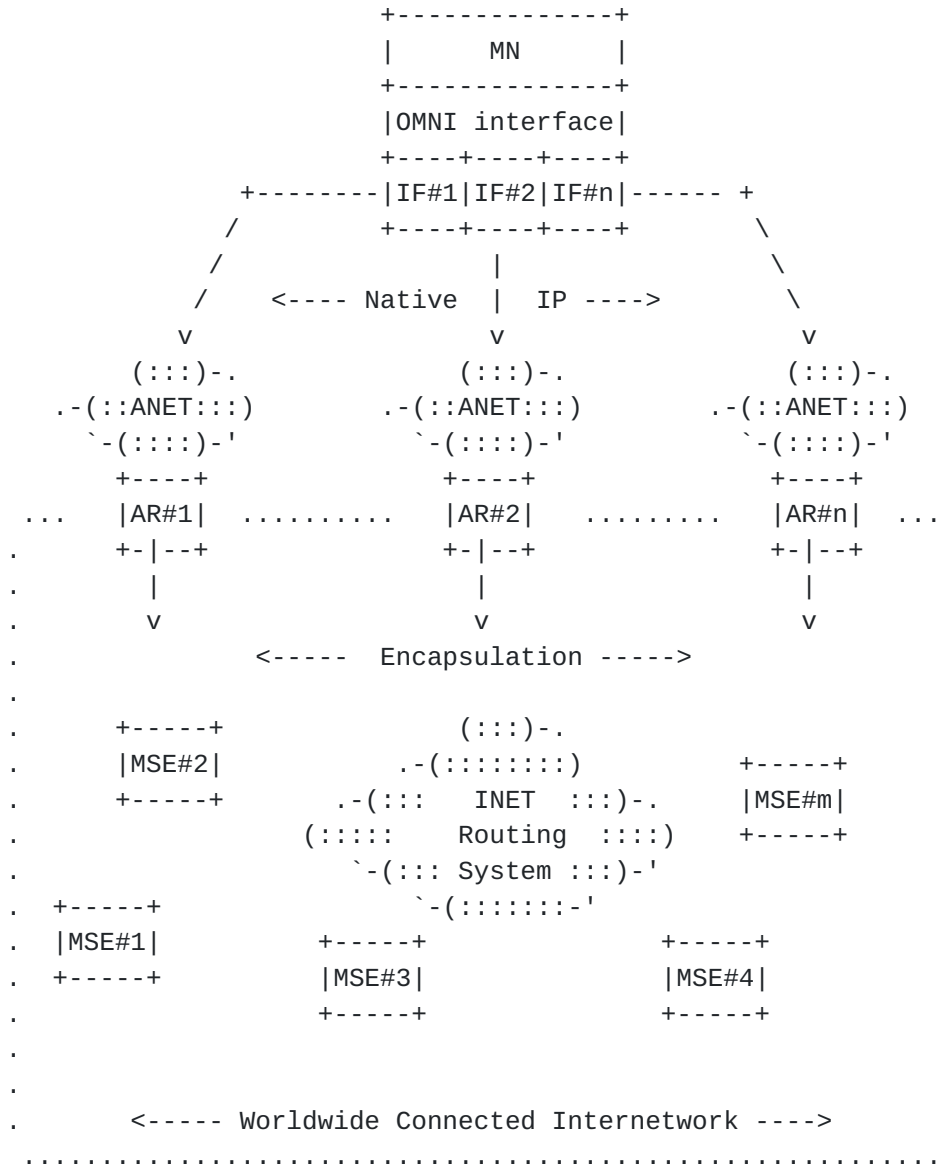 +--------------+
|      MN      |
+--------------+
|OMNI interface|
+----+----+----+
+--------|IF#1|IF#2|IF#n|------ +
/         +----+----+----+         \
/                 |                 \
/    <---- Native  |  IP ---->        \
v                   v                   v
(:::)-.              (:::)-.              (:::)-.
.-(::ANET:::)        .-(::ANET:::)        .-(::ANET:::)
`-(::::)-'           `-(::::)-'           `-(::::)-'
+----+               +----+               +----+
...   |AR#1|  ..........   |AR#2|   .........   |AR#n|  ...
.      +-|--+               +-|--+               +-|--+
.        |                    |                    |
.        v                    v                    v
.               <-----  Encapsulation ----->
.
.      +-----+               (:::)-.
.      |MSE#2|           .-(::::::::)          +-----+
.      +-----+       .-(:::   INET  :::)-.     |MSE#m|
.                  (:::::    Routing  ::::)    +-----+
.                     `-(::: System :::)-'
.  +-----+                `-(:::::::-'
.  |MSE#1|          +-----+               +-----+
.  +-----+          |MSE#3|               |MSE#4|
.                   +-----+               +-----+
.
.
.       <----- Worldwide Connected Internetwork ---->
...........................................................